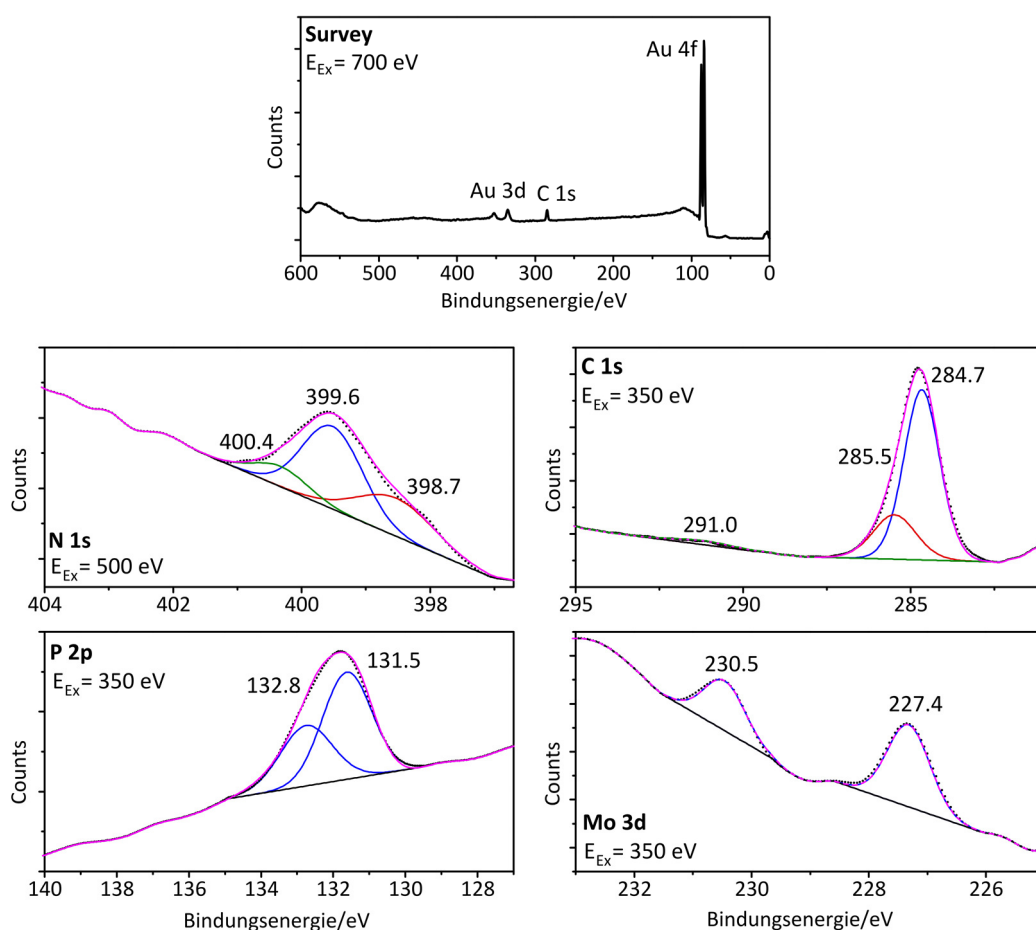 Survey
E_Ex = 700 eV
Au 4f
Au 3d
C 1s
Counts
600 500 400 300 200 100 0
Bindungsenergie/eV
399.6
400.4
398.7
N 1s
E_Ex = 500 eV
Counts
404 402 400 398
C 1s
E_Ex = 350 eV
284.7
285.5
291.0
Counts
295 290 285
P 2p
E_Ex = 350 eV
131.5
132.8
Counts
140 138 136 134 132 130 128
Bindungsenergie/eV
230.5
227.4
Mo 3d
E_Ex = 350 eV
Counts
232 230 228 226
Bindungsenergie/eV